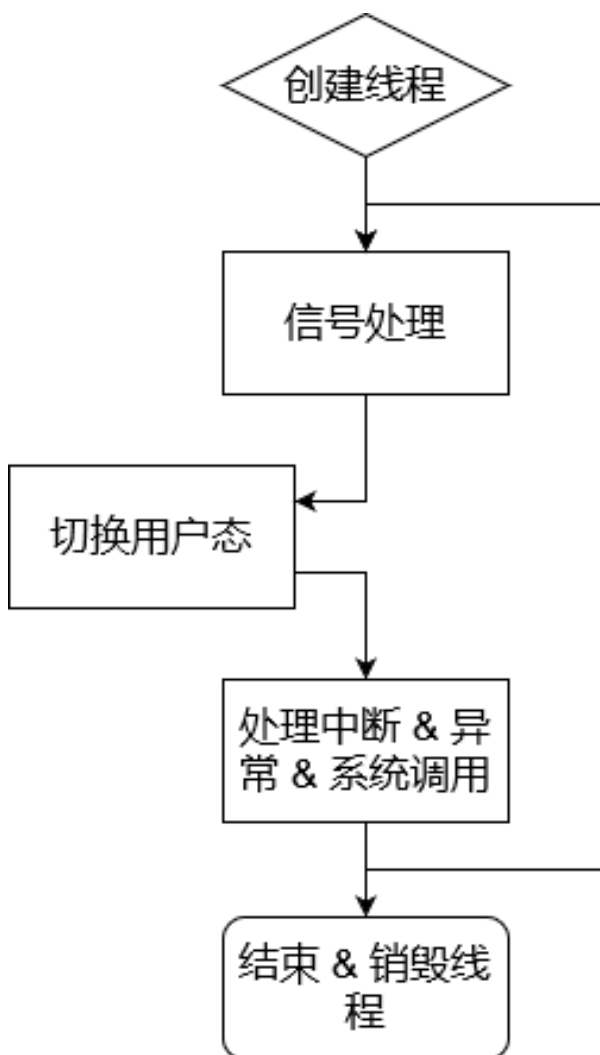 创建线程
信号处理
切换用户态
处理中断 & 异
常 & 系统调用
结束 & 销毁线
程